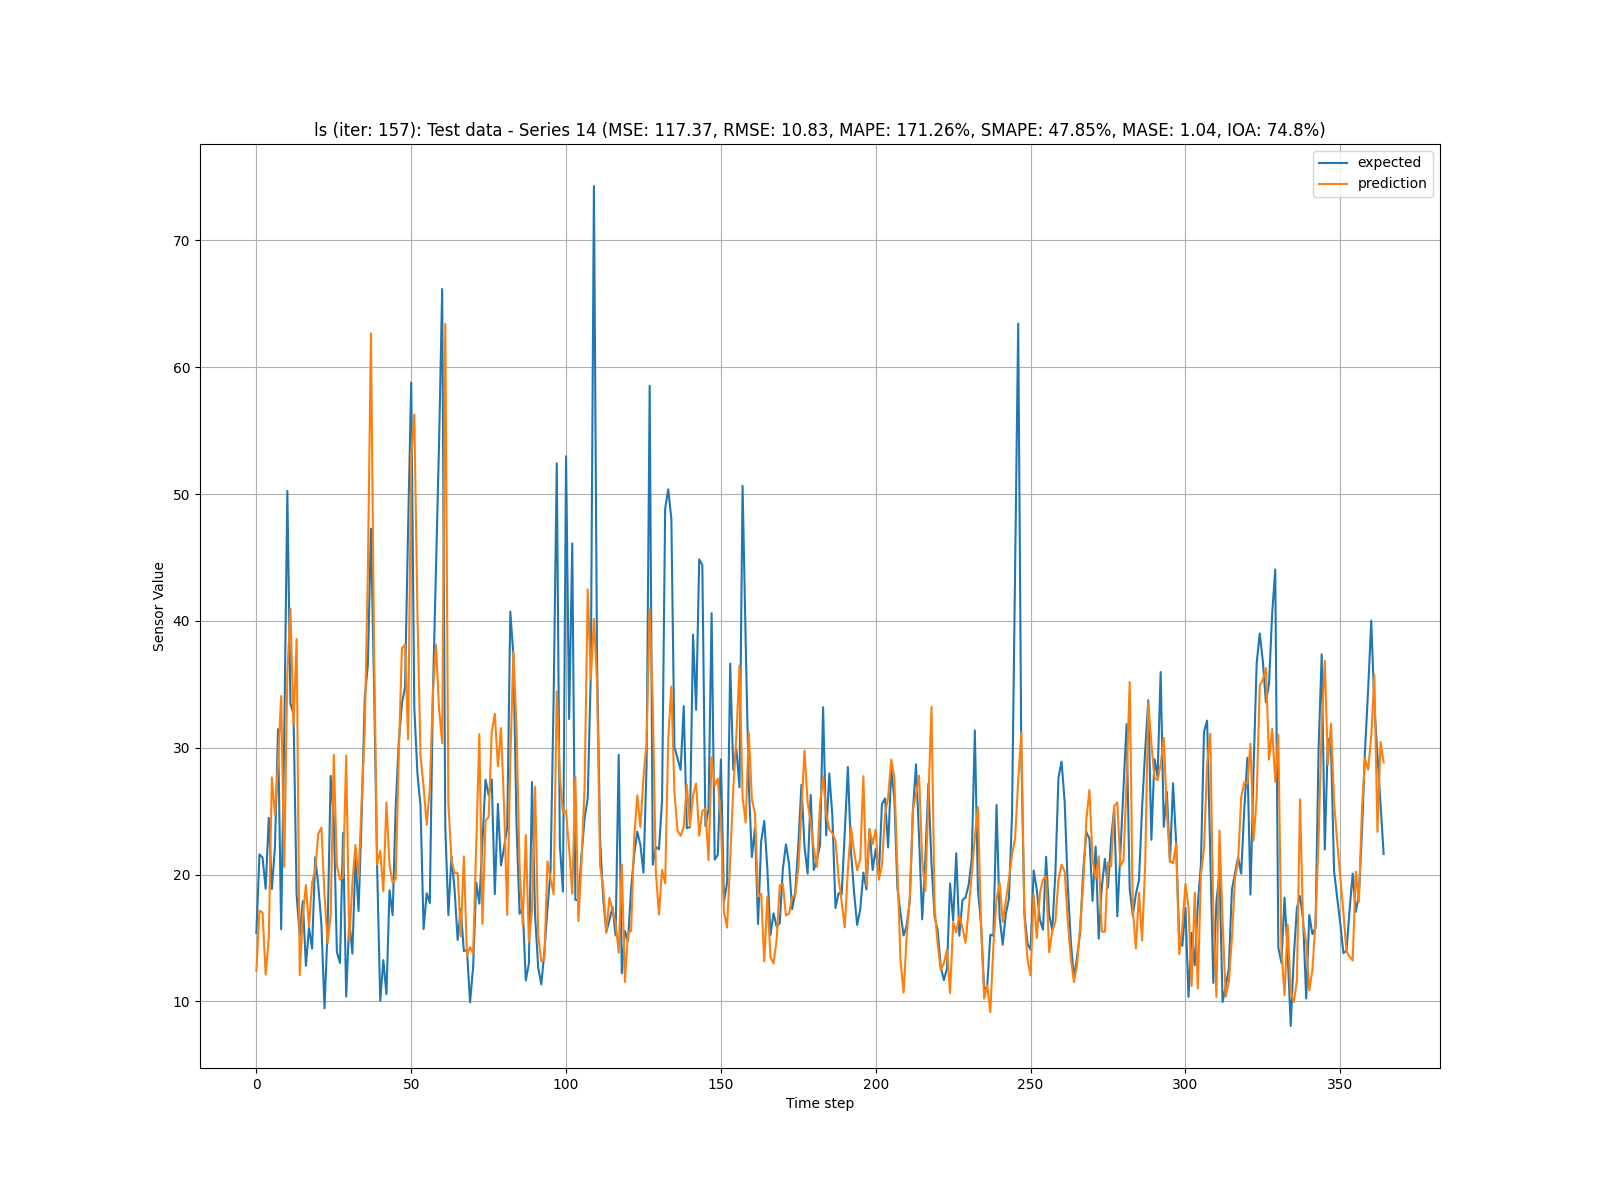 ls (iter: 157): Test data - Series 14 (MSE: 117.37, RMSE: 10.83, MAPE: 171.26%, SMAPE: 47.85%, MASE: 1.04, IOA: 74.8%)
expected
prediction
70
60
50
40
30
20
10
Sensor Value
0 50 100 150 200 250 300 350
Time step